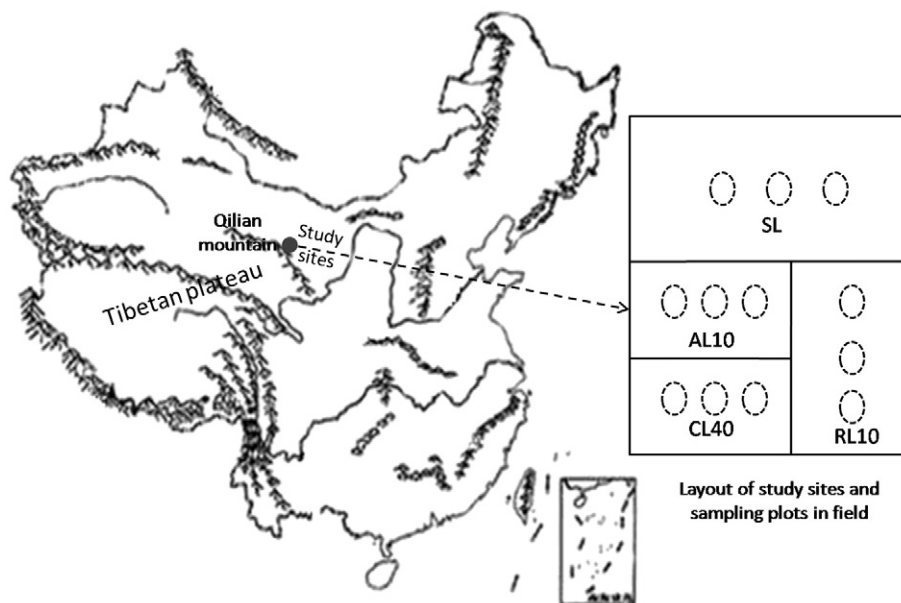 Qilian
mountain
Study
sites
Tibetan plateau
SL
AL10
CL40
RL10
Layout of study sites and
sampling plots in field